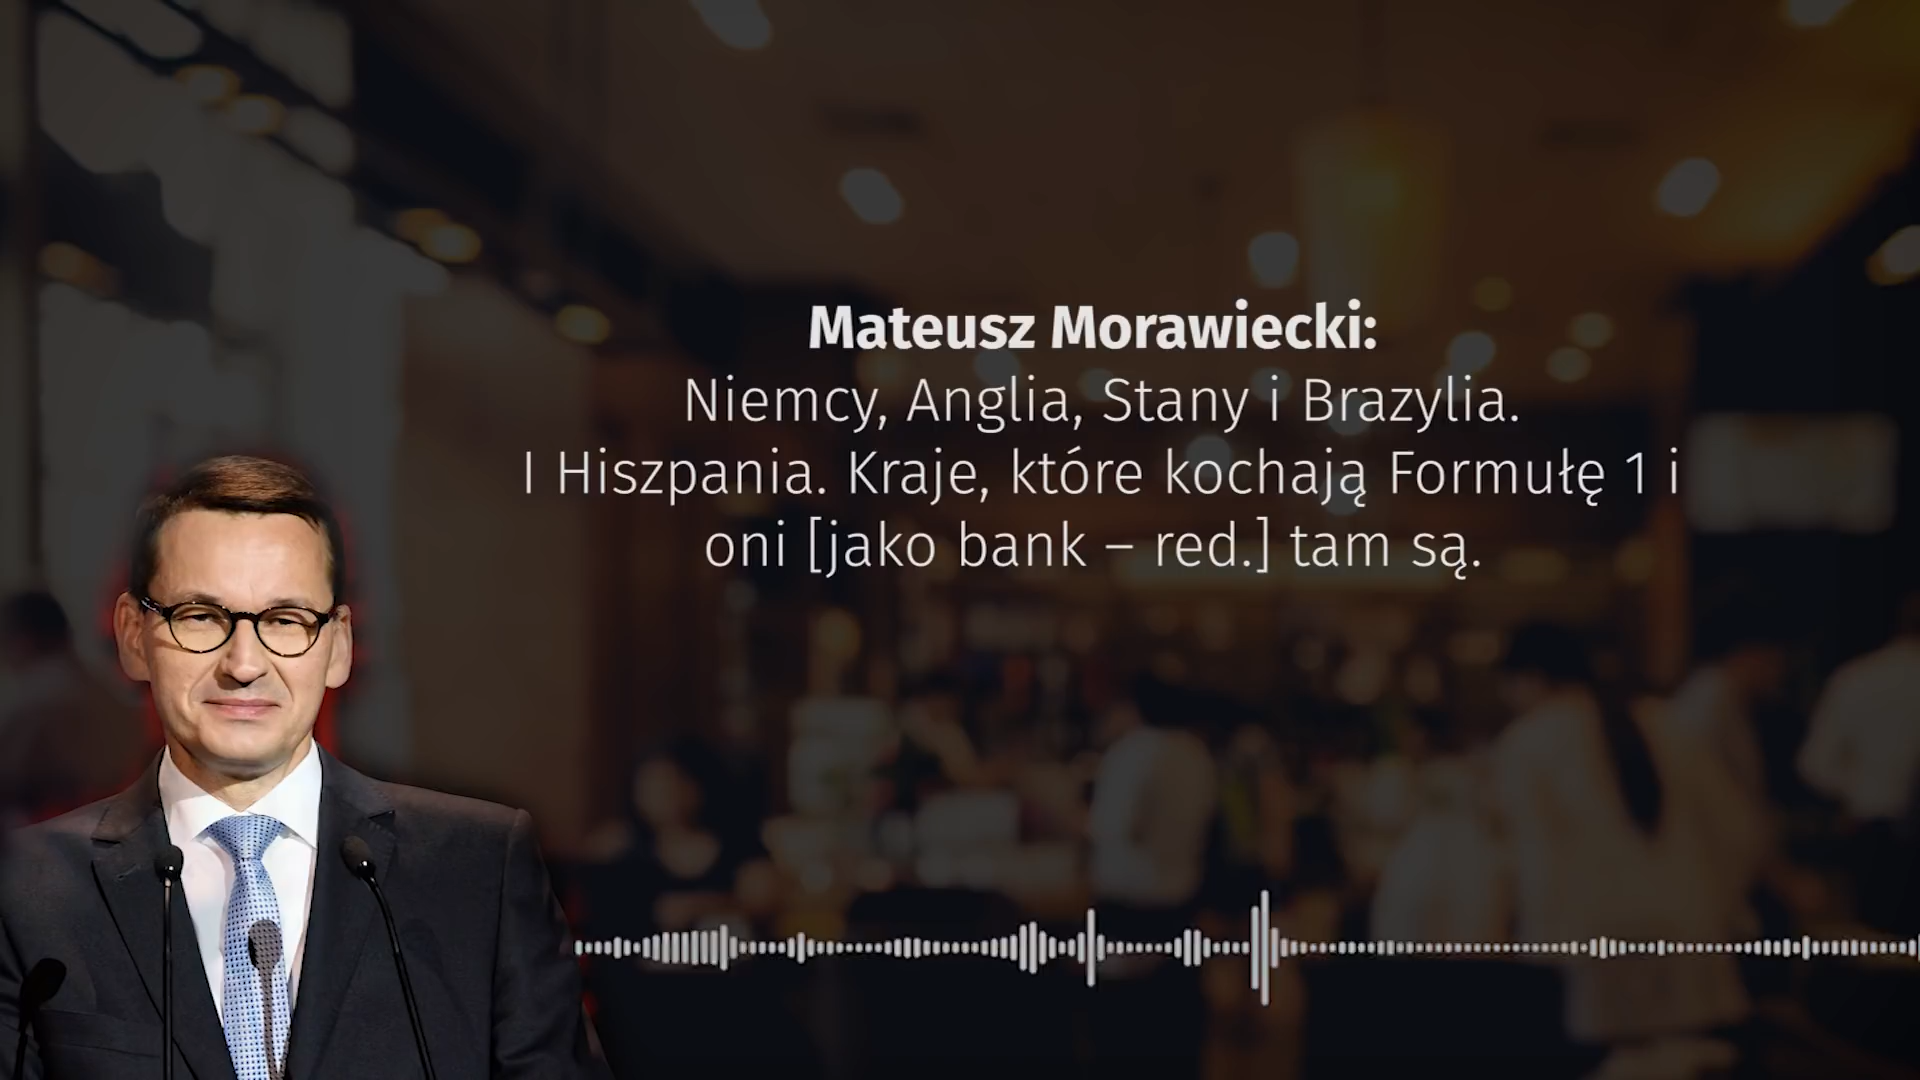 Mateusz Morawiecki:
Niemcy, Anglia, Stany i Brazylia.
I Hiszpania. Kraje, które kochają Formułę 1 i
oni [jako bank – red.] tam są.